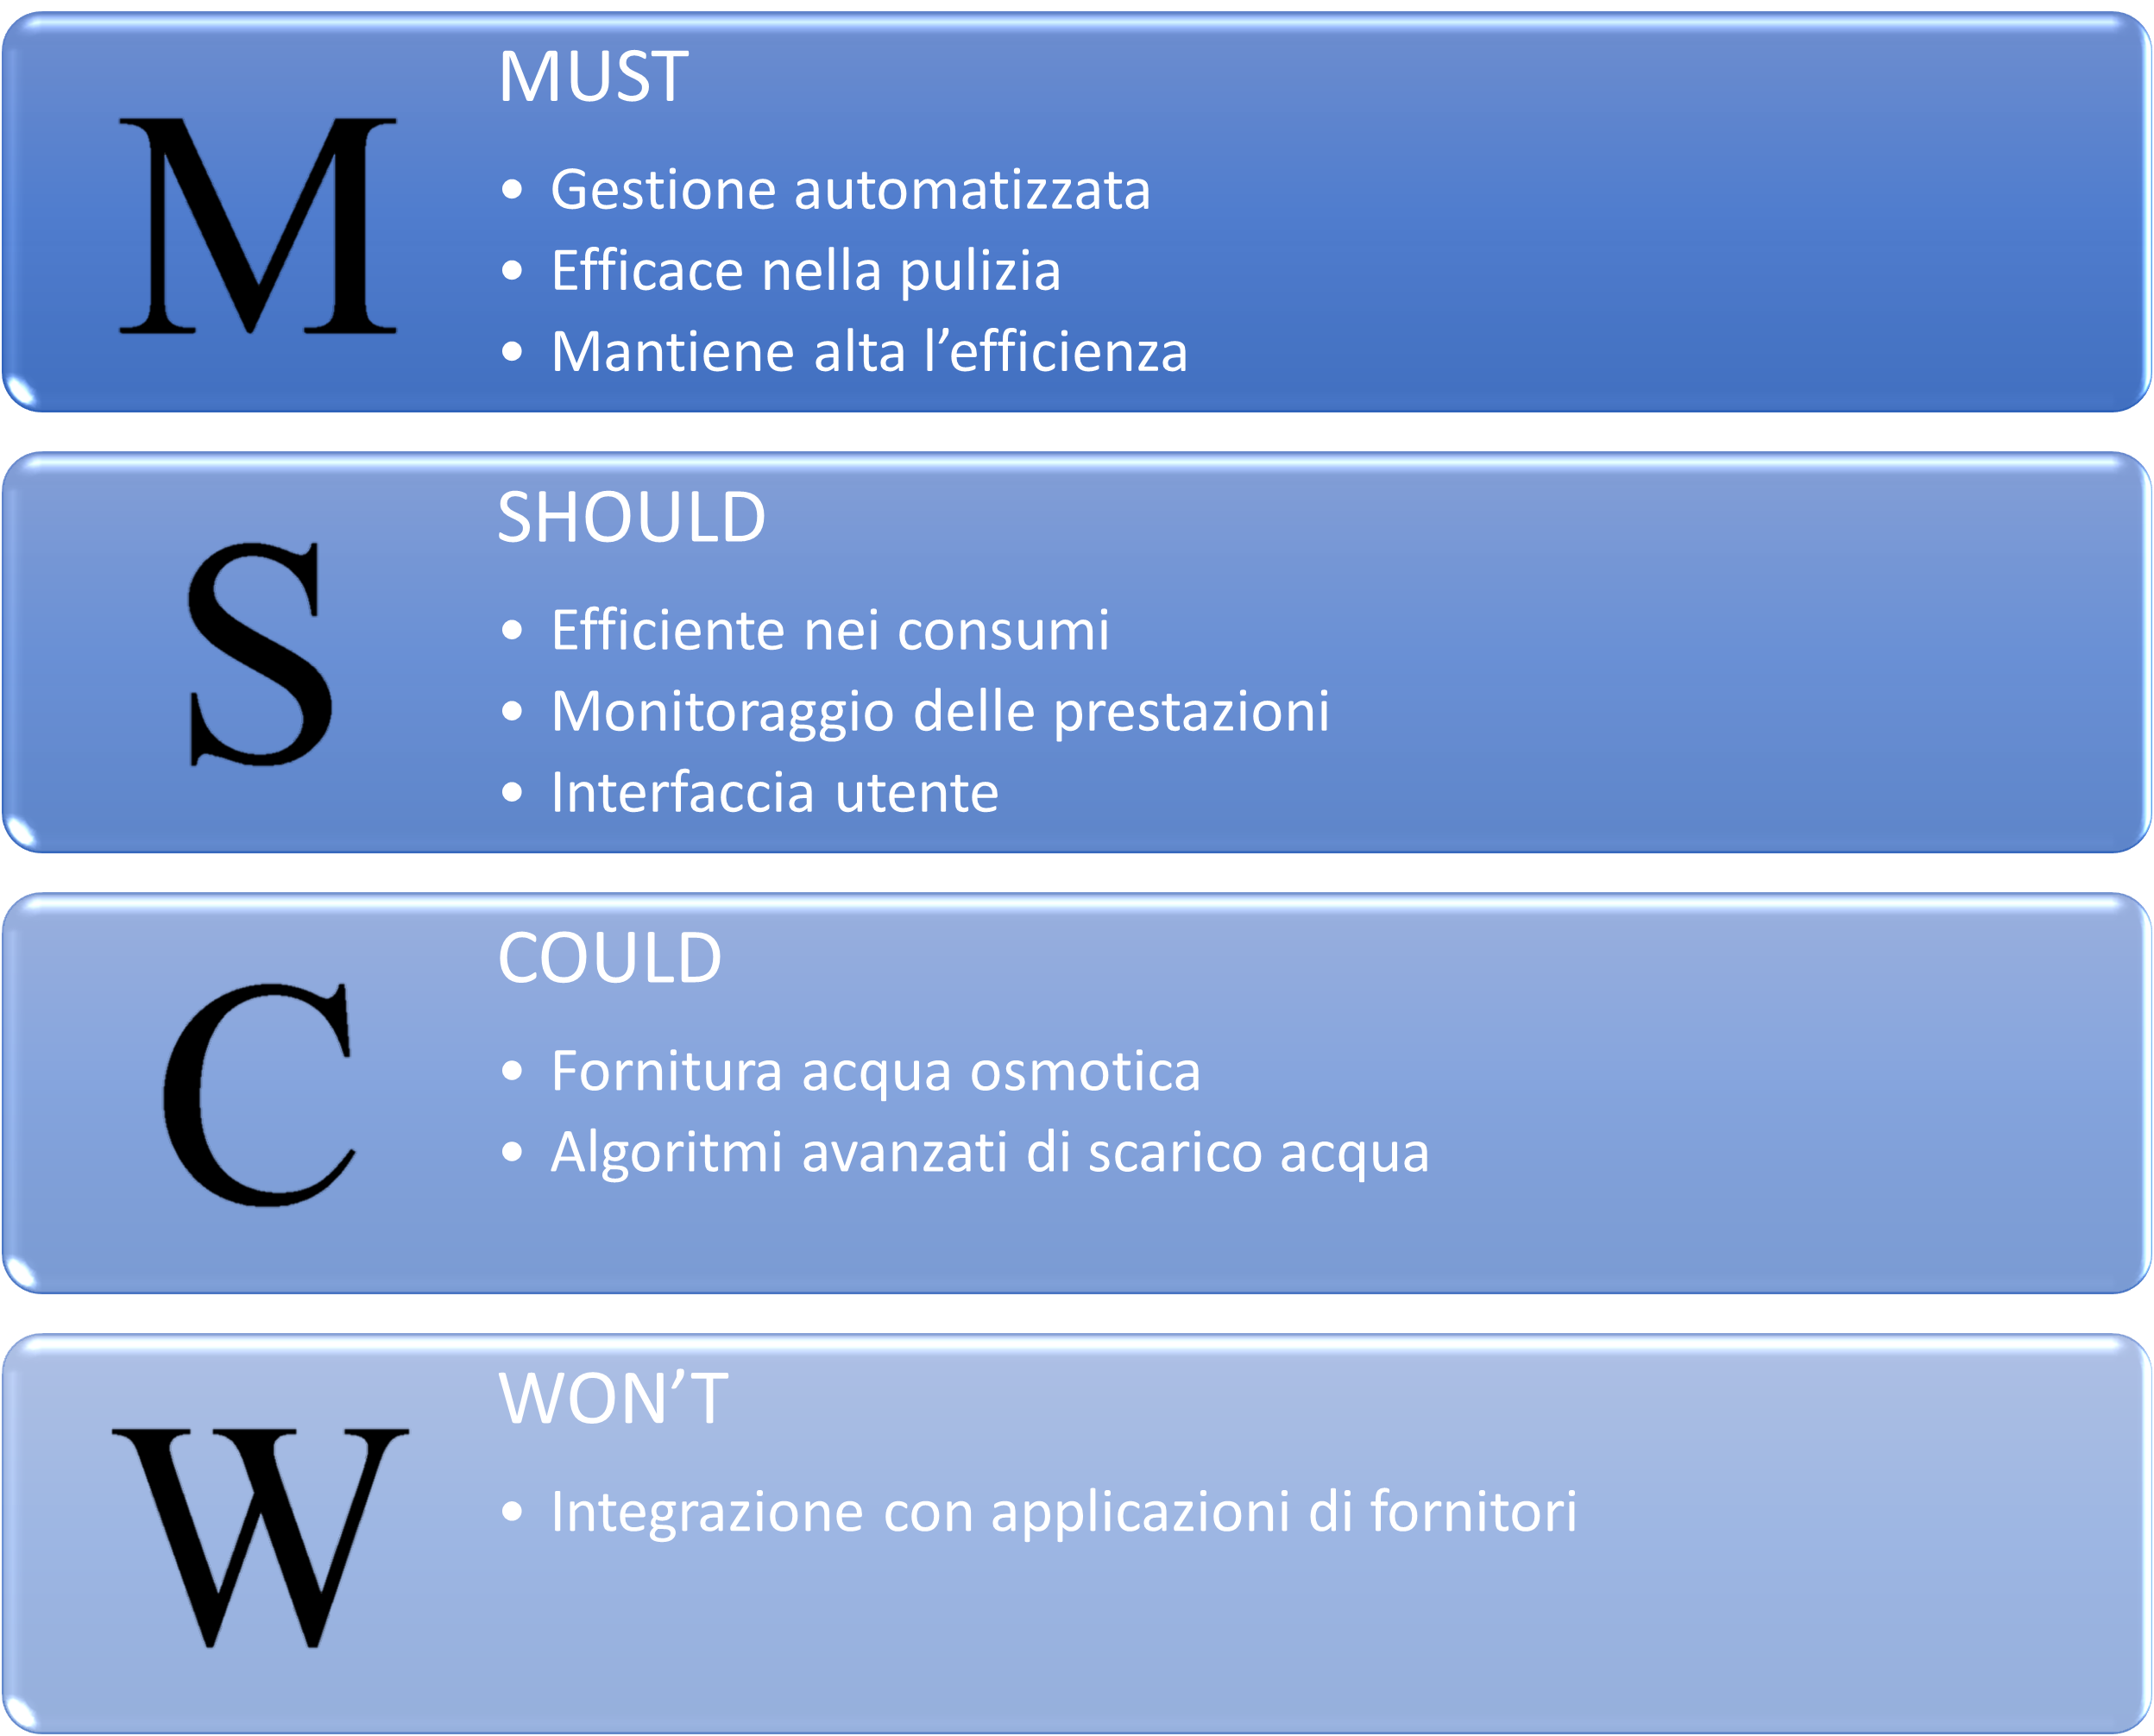 M
MUST
• Gestione automatizzata
• Efficace nella pulizia
• Mantiene alta l’efficienza
S
SHOULD
• Efficiente nei consumi
• Monitoraggio delle prestazioni
• Interfaccia utente
C
COULD
• Fornitura acqua osmotica
• Algoritmi avanzati di scarico acqua
W
WON’T
• Integrazione con applicazioni di fornitori